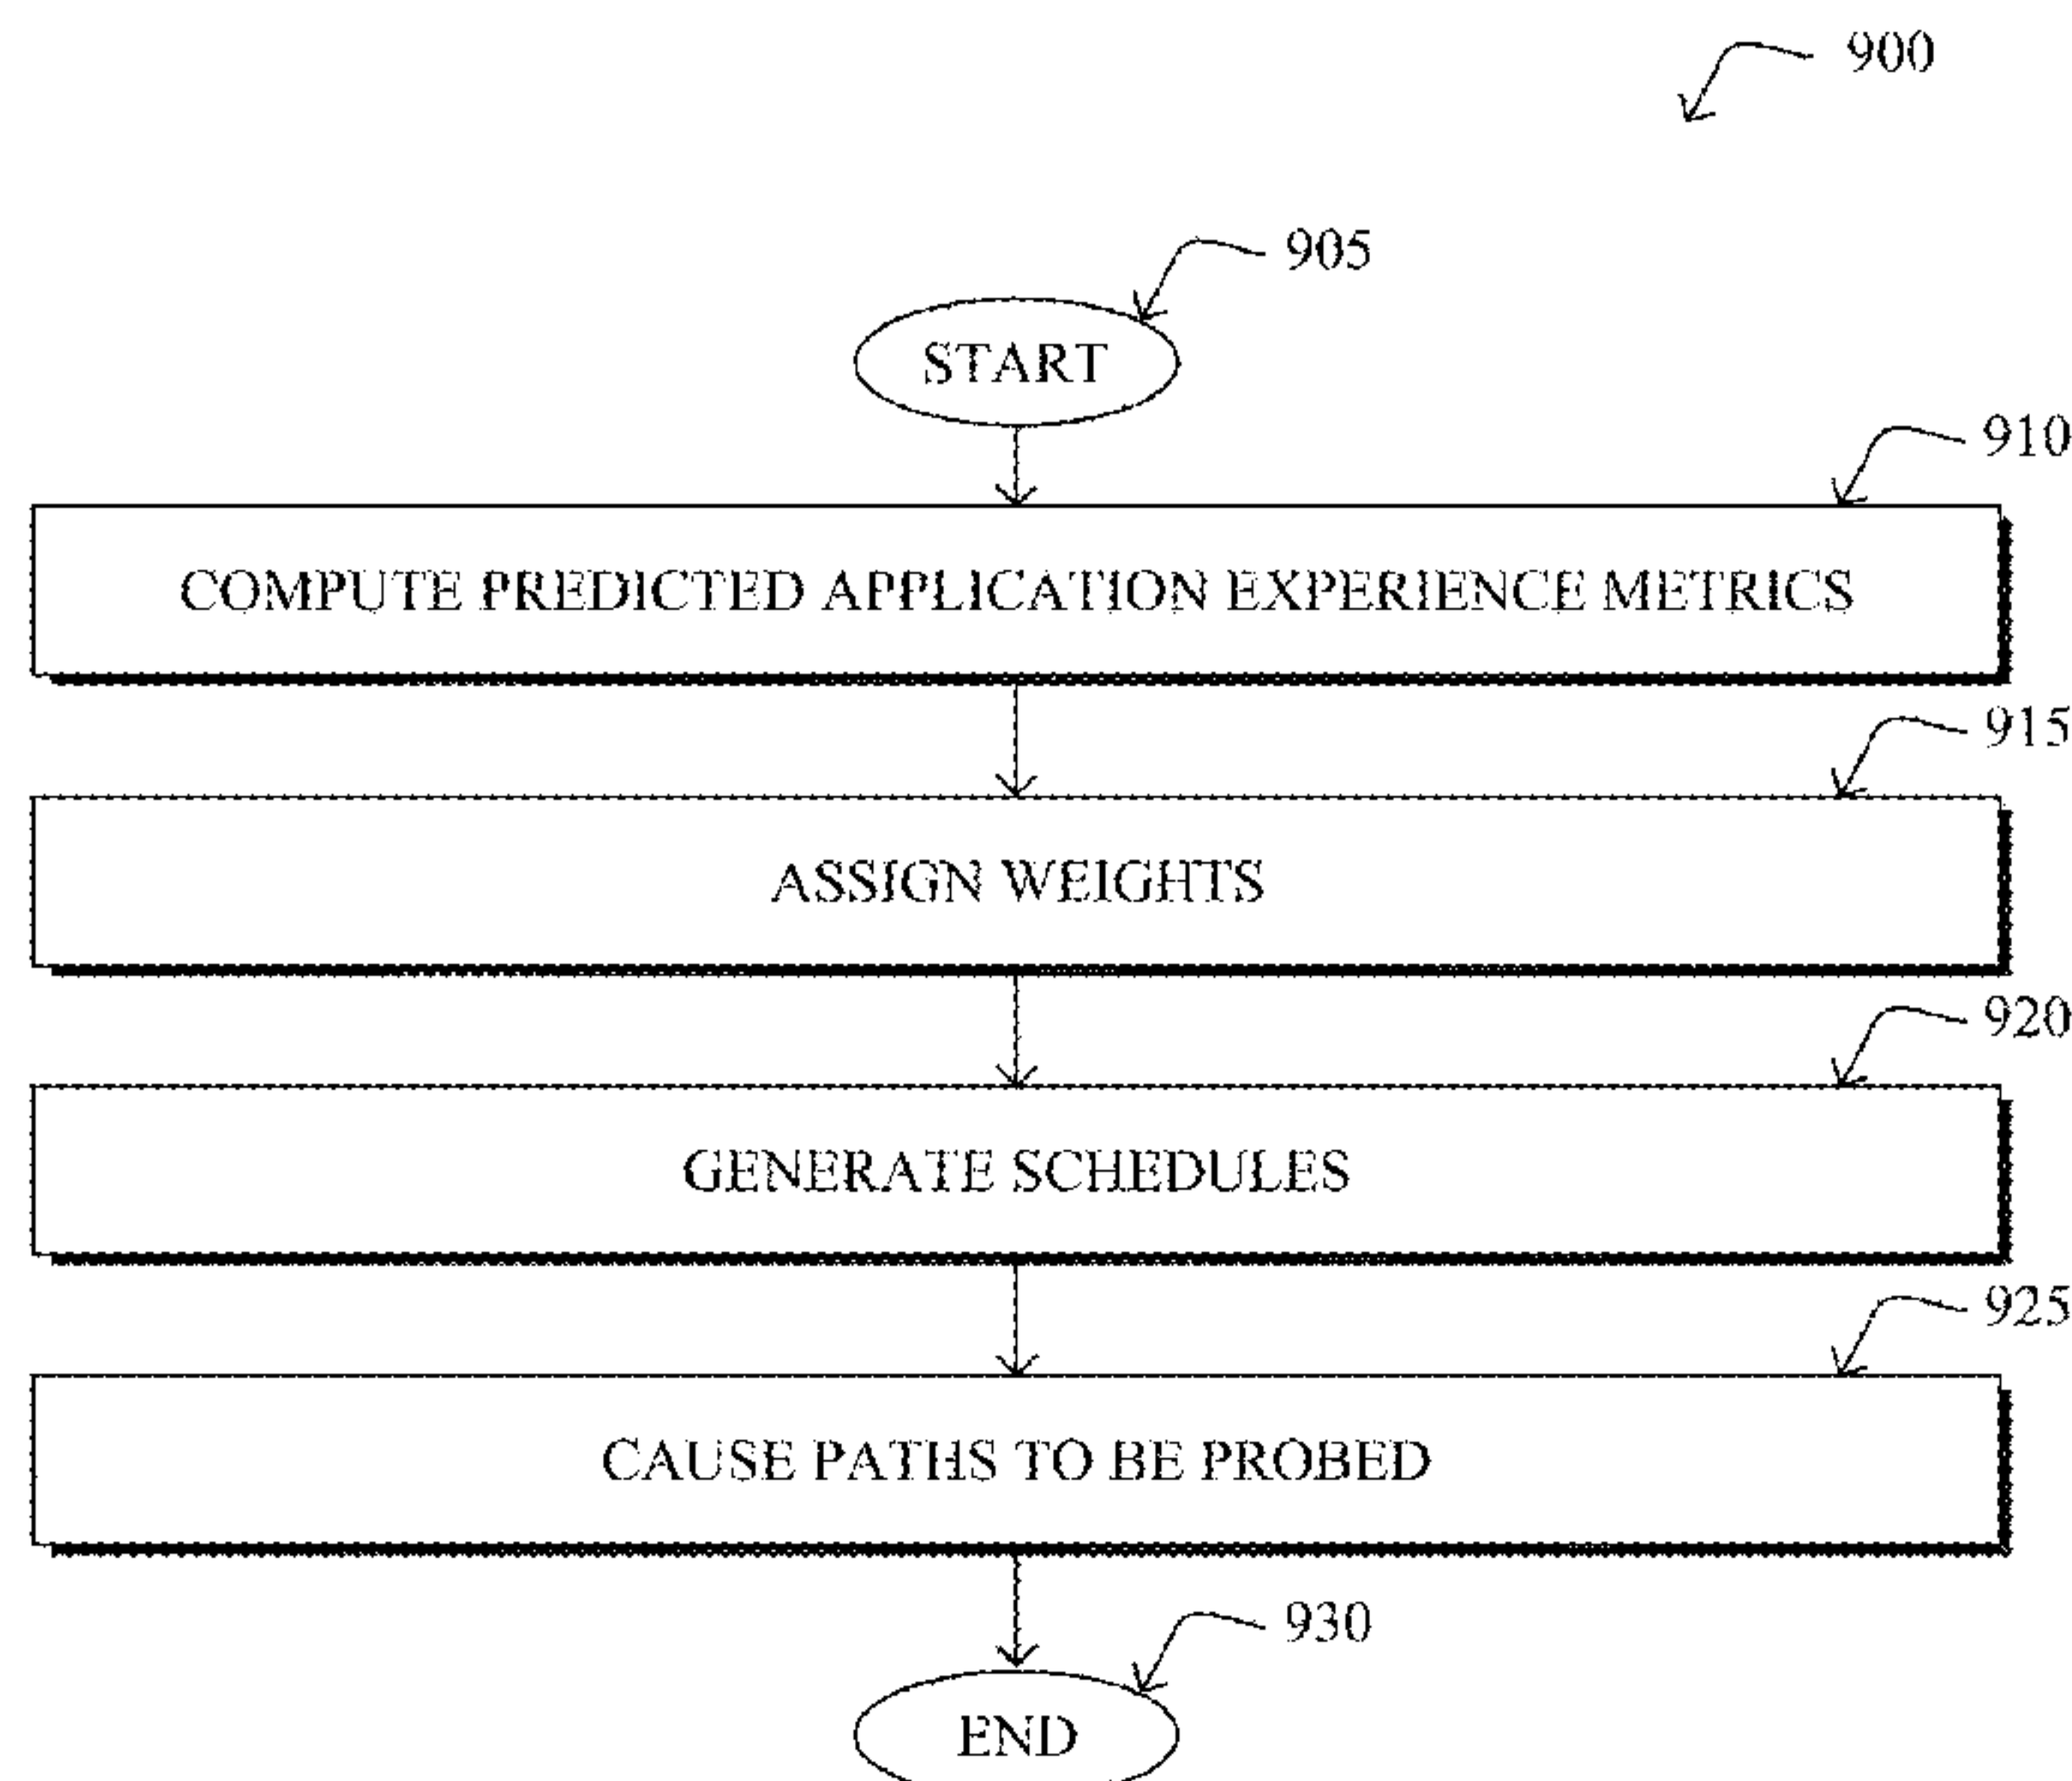 900
905
START
910
COMPUTE PREDICTED APPLICATION EXPERIENCE METRICS
915
ASSIGN WEIGHTS
920
GENERATE SCHEDULES
925
CAUSE PATHS TO BE PROBED
930
END